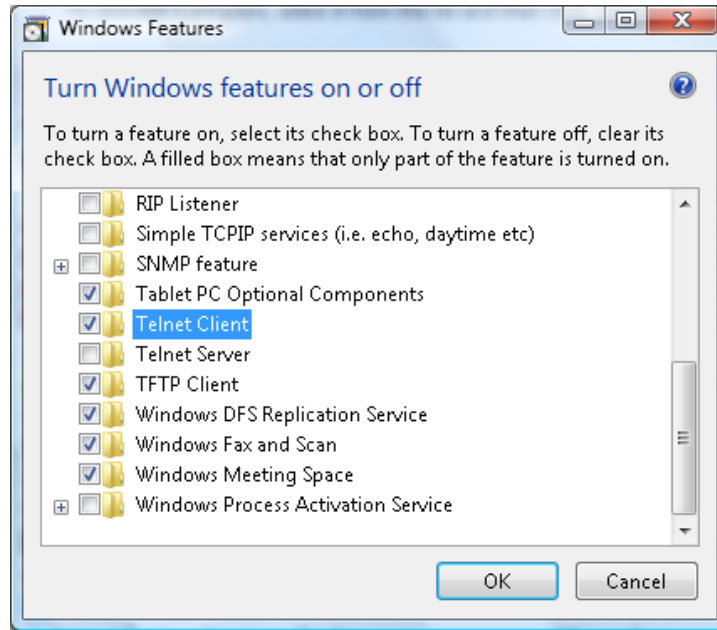 Windows Features
Turn Windows features on or off
To turn a feature on, select its check box. To turn a feature off, clear its
check box. A filled box means that only part of the feature is turned on.
RIP Listener
Simple TCPIP services (i.e. echo, daytime etc)
SNMP feature
Tablet PC Optional Components
Telnet Client
Telnet Server
TFTP Client
Windows DFS Replication Service
Windows Fax and Scan
Windows Meeting Space
Windows Process Activation Service
OK Cancel